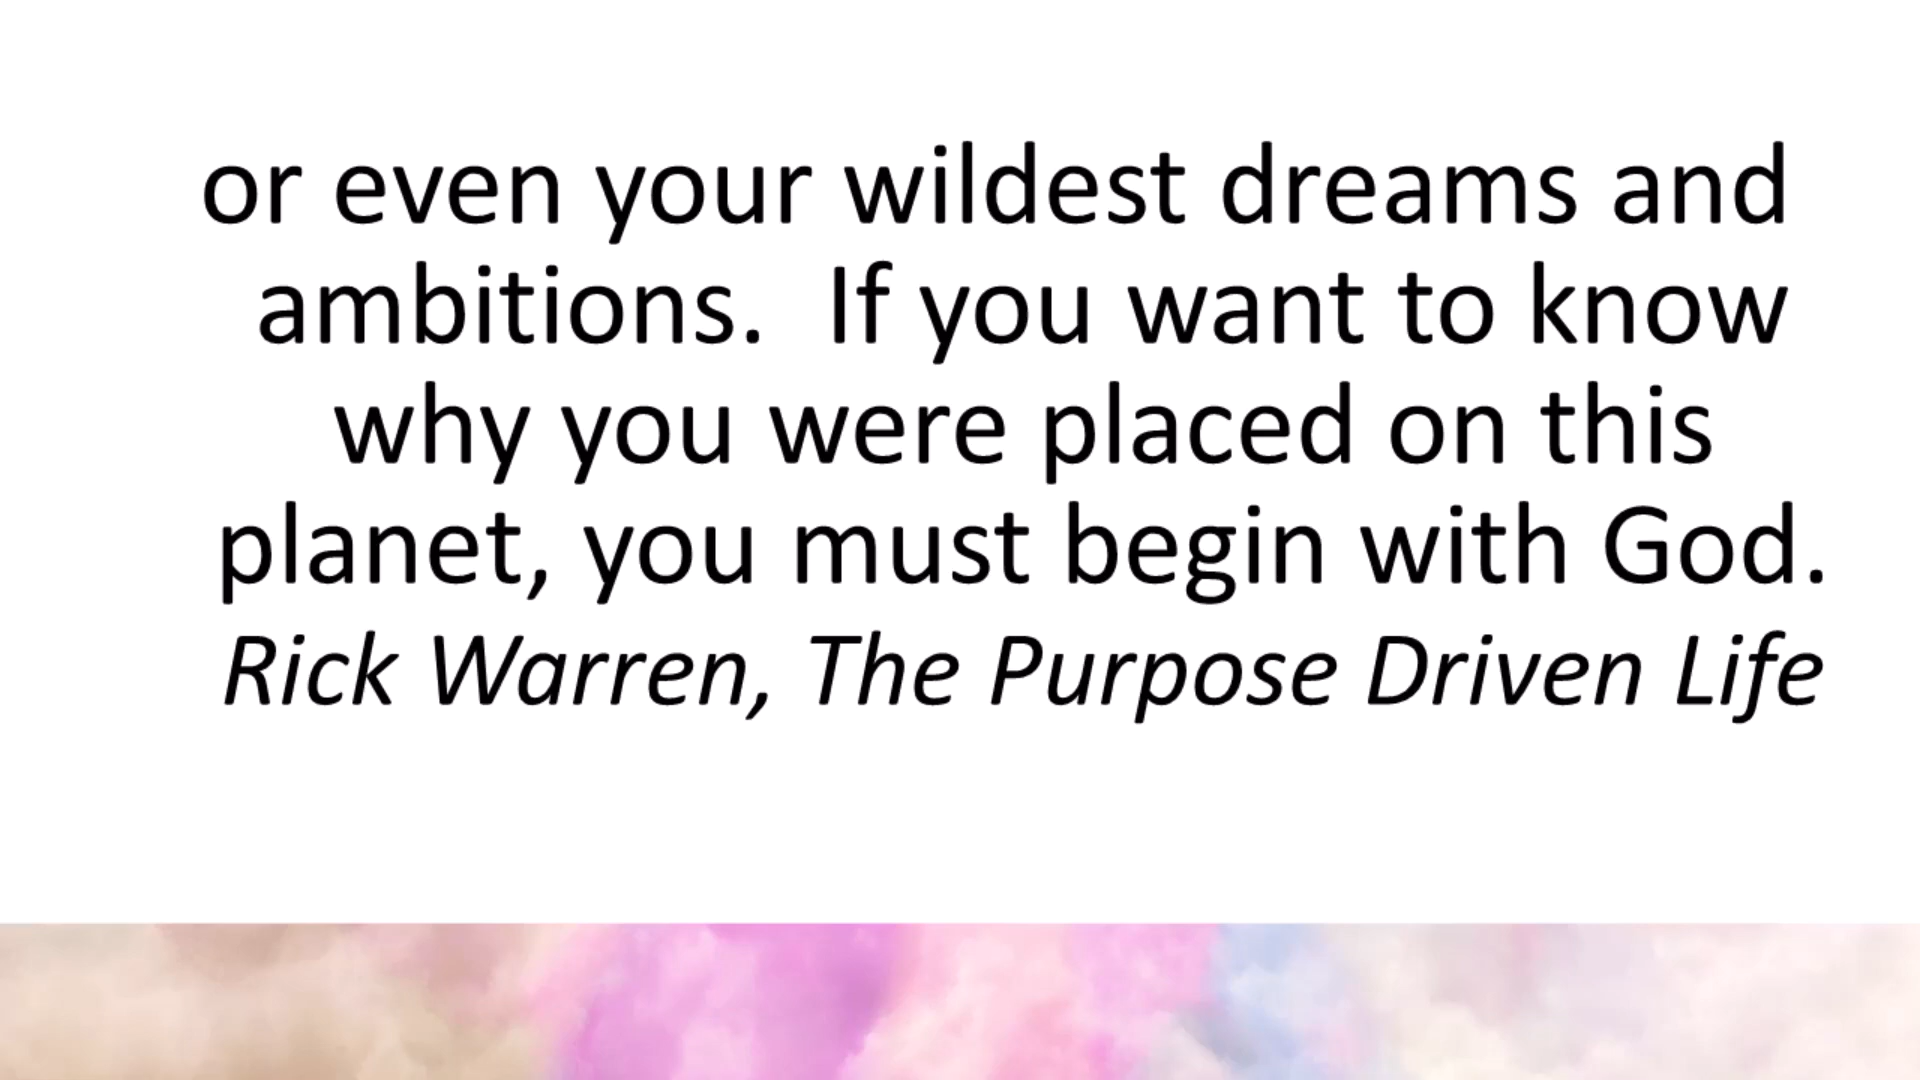 or even your wildest dreams and
ambitions.  If you want to know
why you were placed on this
planet, you must begin with God.
Rick Warren, The Purpose Driven Life